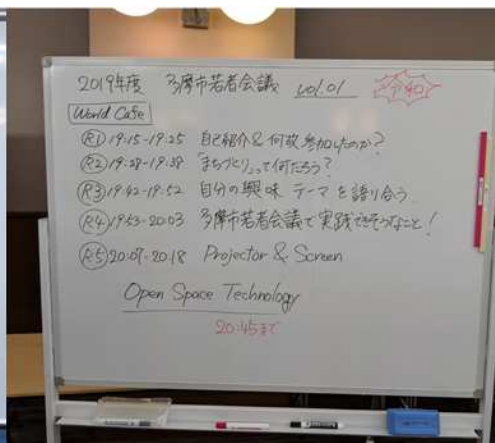 2019年度 多摩市若者会議 vol.01 令和
World Cafe
R1 19:15-19:25 自己紹介&何故参加したのか?
R2 19:28-19:38 「まちづくり」って何だろう?
R3 19:42-19:52 自分の興味テーマを語り合う
R4 19:53-20:03 多摩市若者会議で実践できそうなこと!
R5 20:07-20:18 Projector & Screen
Open Space Technology
20:45まで